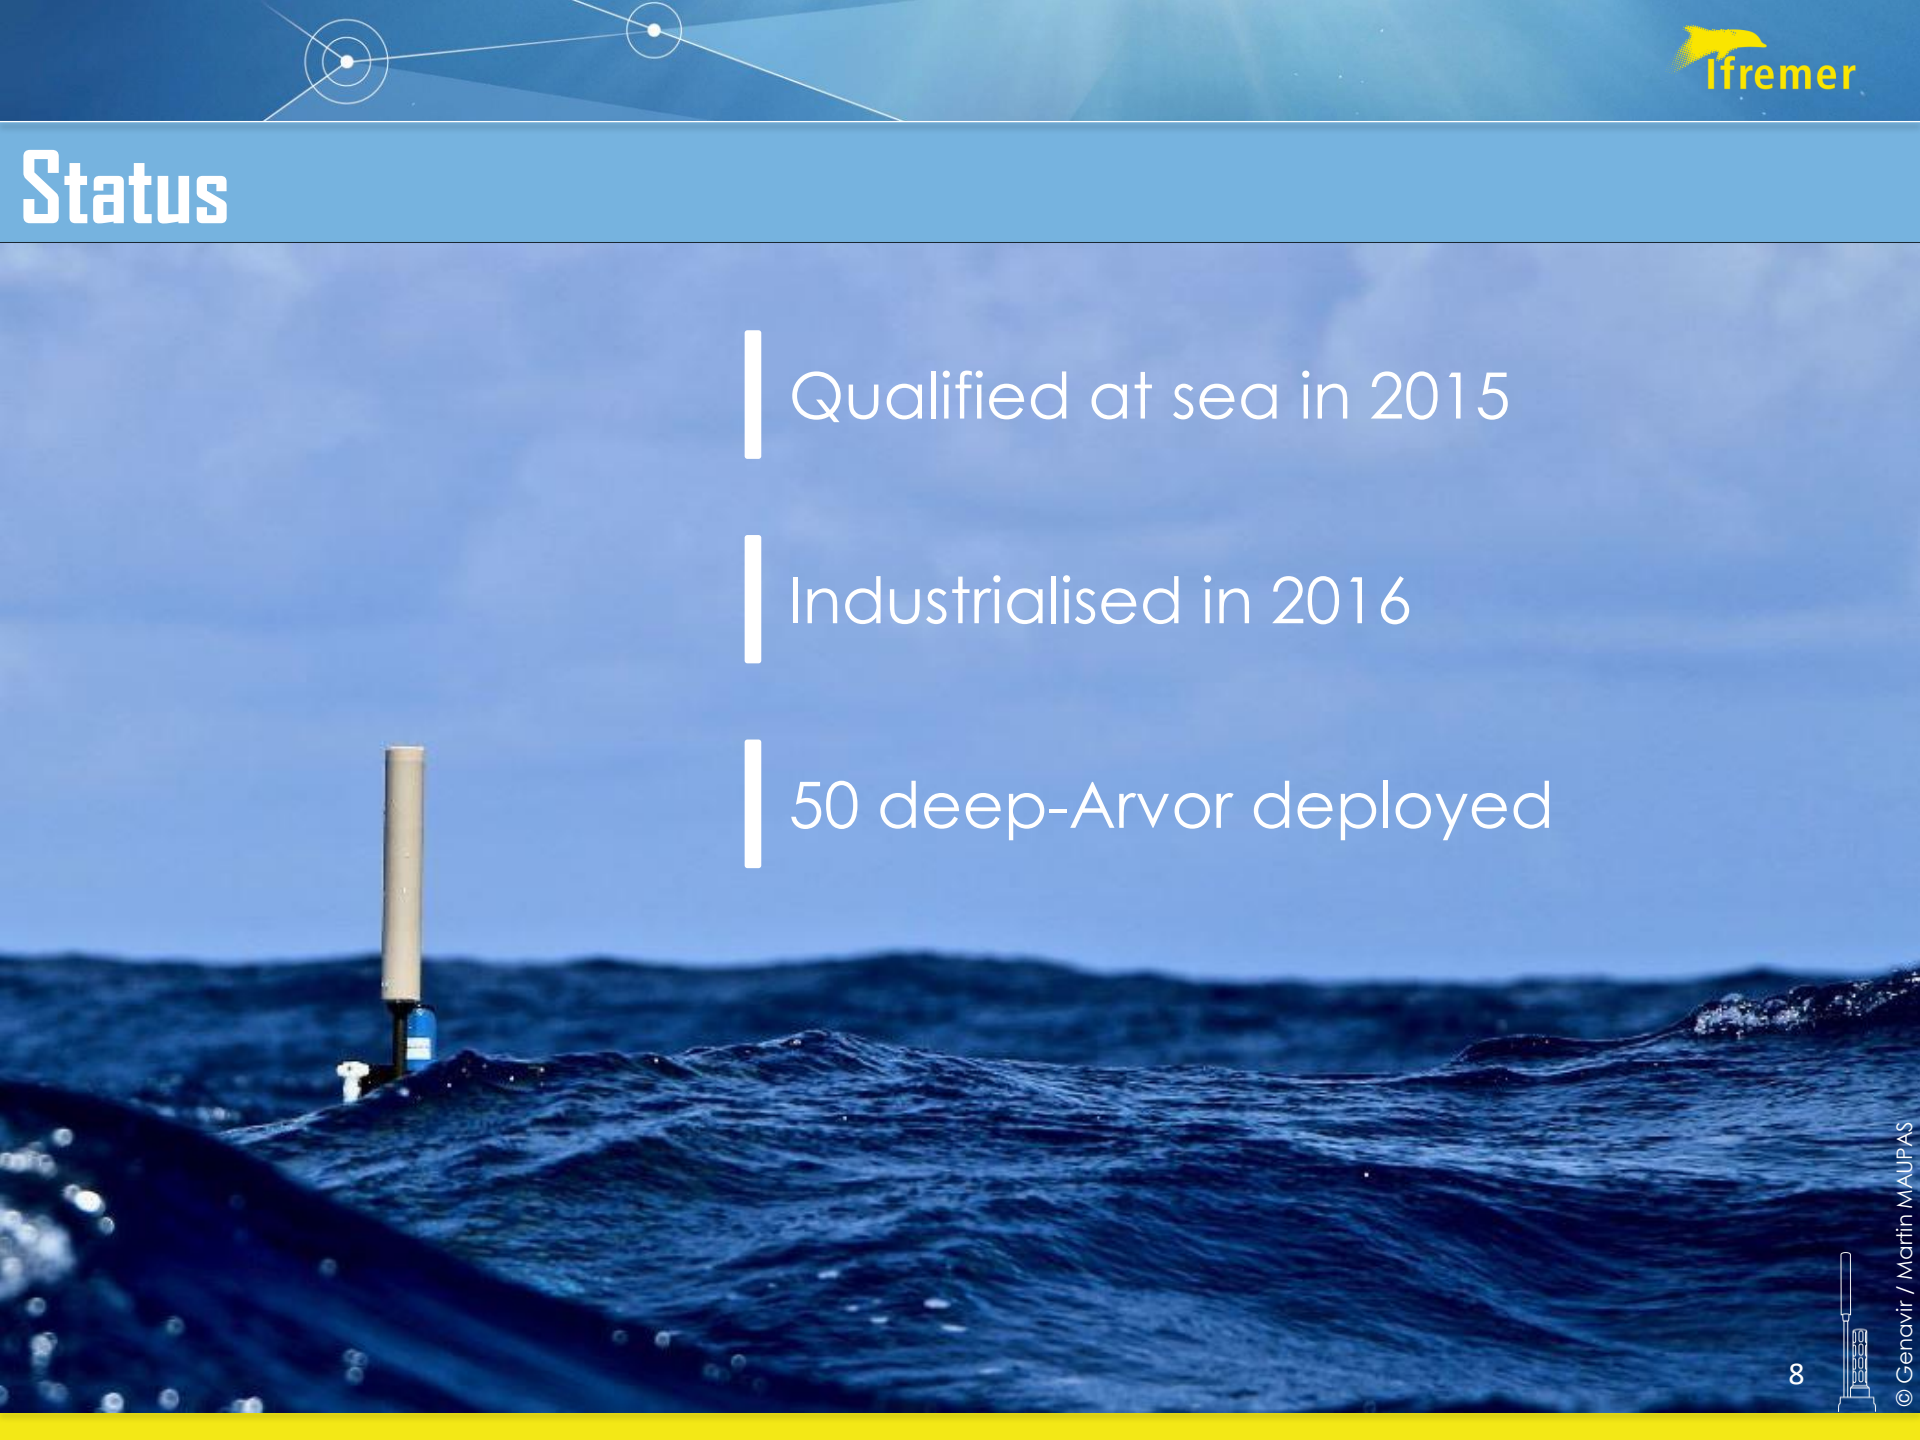 Ifremer
Status
Qualified at sea in 2015
Industrialised in 2016
50 deep-Arvor deployed
© Genavir / Martin MAUPAS
8